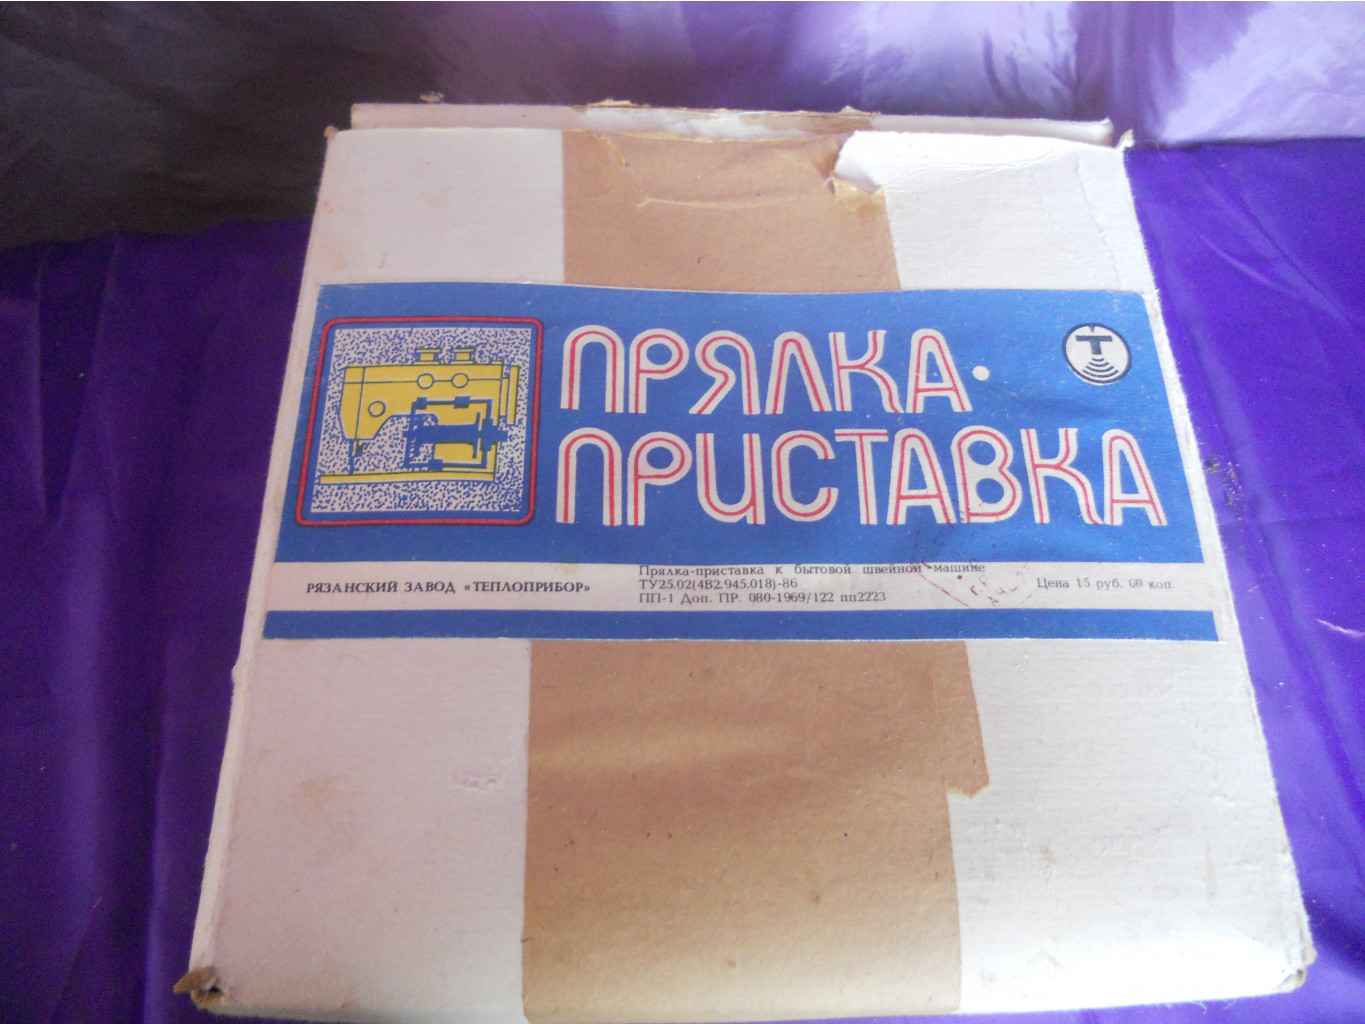 ПРЯЛКА-
ПРИСТАВКА
Т
РЯЗАНСКИЙ ЗАВОД «ТЕПЛОПРИБОР»
Прялка-приставка к бытовой швейной машине
ТУ25.02(4В2.945.018)-86
ПП-1 Доп. ПР. 080-1969/122 пп2223
Цена 15 руб. 00 коп.